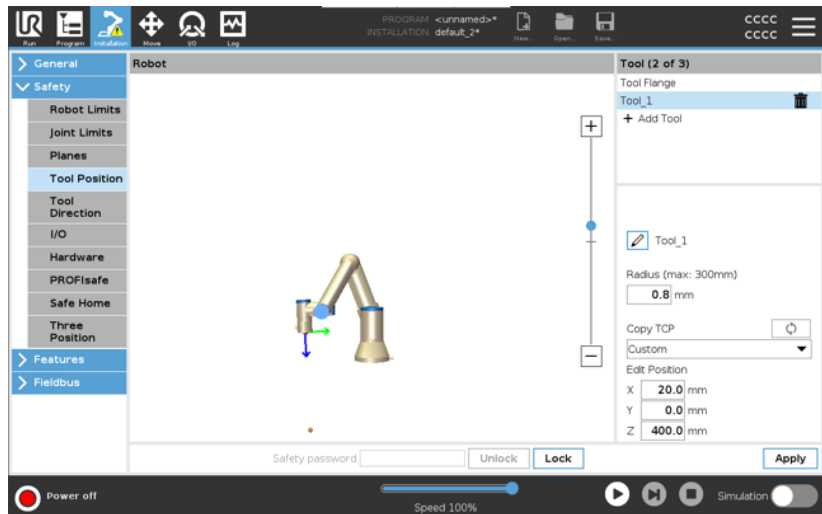 PROGRAM <unnamed>*
INSTALLATION default_2*
UR
Run
Program
Installation
Move
I/O
Log
New...
Open...
Save...
CCCC
CCCC
General
Safety
Robot Limits
Joint Limits
Planes
Tool Position
Tool
Direction
I/O
Hardware
PROFIsafe
Safe Home
Three
Position
Features
Fieldbus
Robot
Safety password
Unlock
Lock
Tool (2 of 3)
Tool Flange
Tool_1
+ Add Tool
Tool_1
Radius (max: 300mm)
0.8 mm
Copy TCP
Custom
Edit Position
X 20.0 mm
Y 0.0 mm
Z 400.0 mm
Apply
Power off
Speed 100%
Simulation